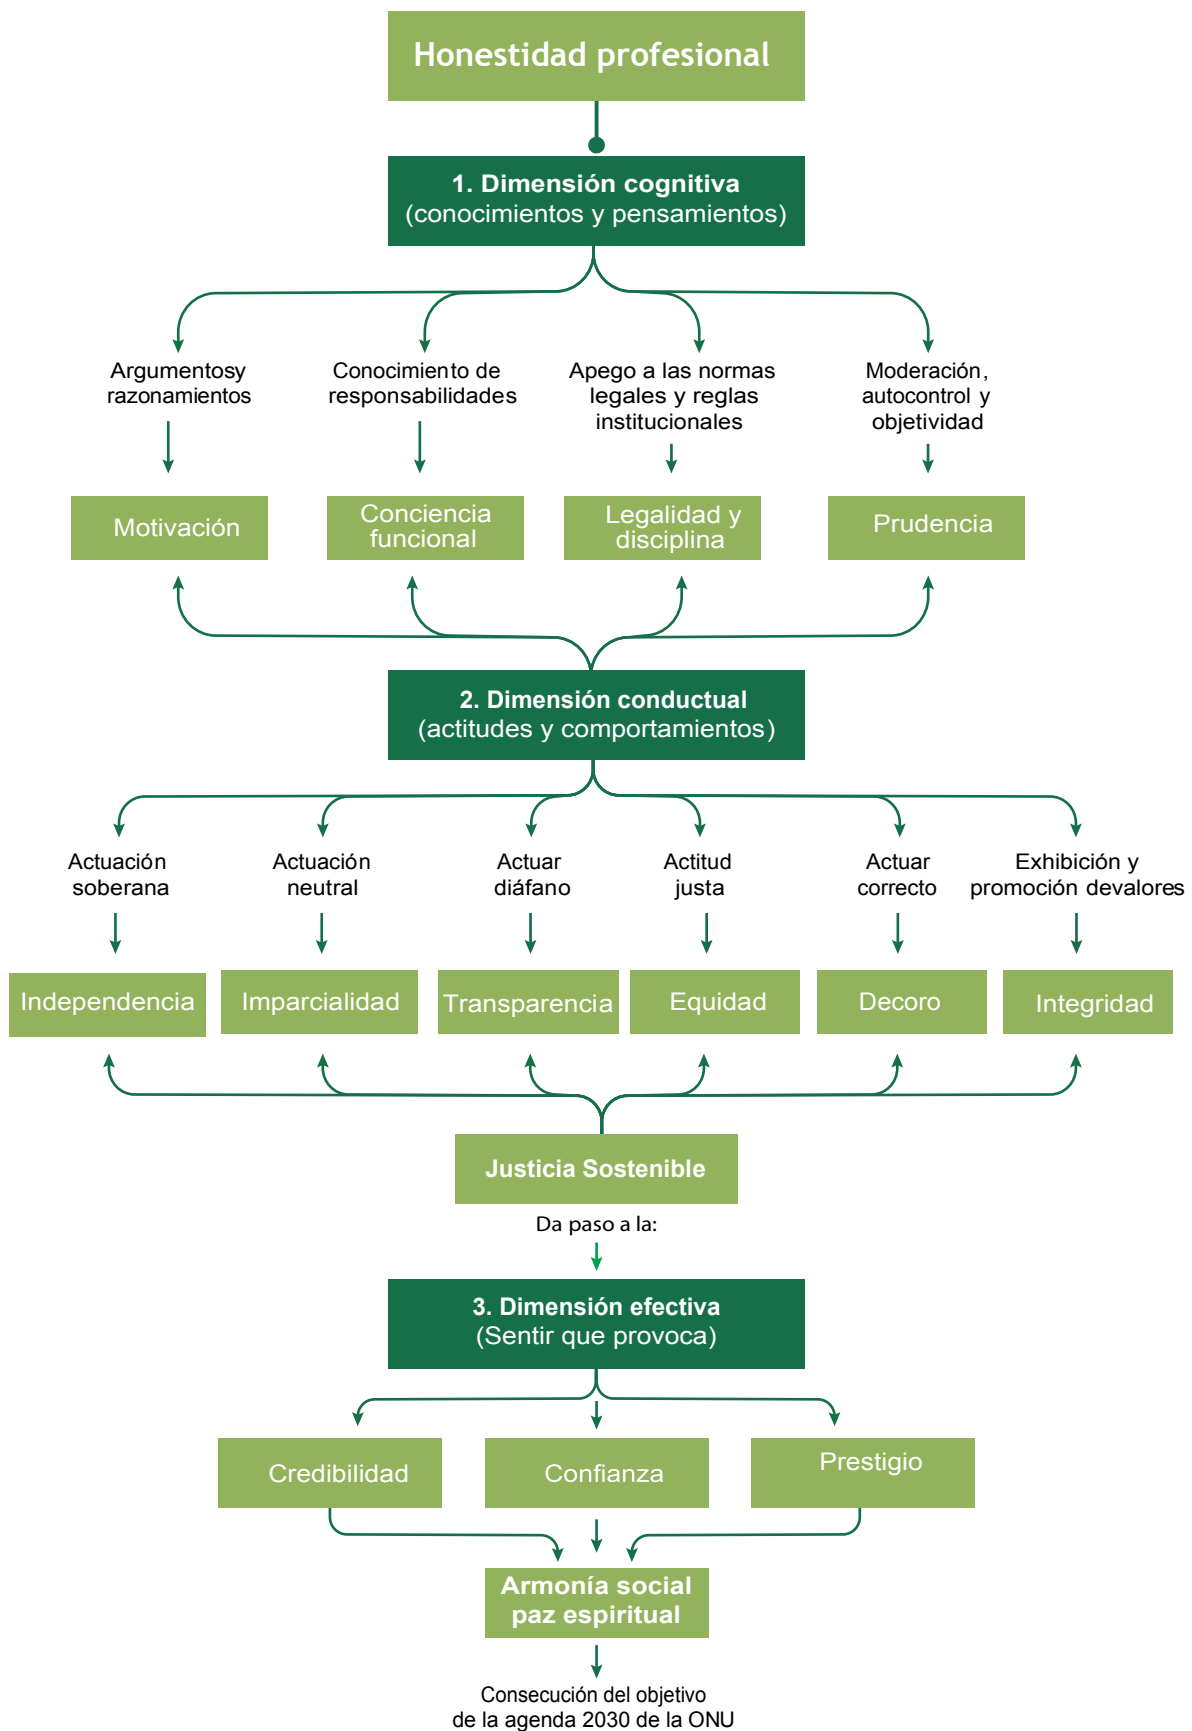 Honestidad profesional
1. Dimensión cognitiva
(conocimientos y pensamientos)
Argumentosy
razonamientos
Conocimiento de
responsabilidades
Apego a las normas
legales y reglas
institucionales
Moderación,
autocontrol y
objetividad
Motivación
Conciencia
funcional
Legalidad y
disciplina
Prudencia
2. Dimensión conductual
(actitudes y comportamientos)
Actuación
soberana
Actuación
neutral
Actuar
diáfano
Actitud
justa
Actuar
correcto
Exhibición y
promoción devalores
Independencia
Imparcialidad
Transparencia
Equidad
Decoro
Integridad
Justicia Sostenible
Da paso a la:
3. Dimensión efectiva
(Sentir que provoca)
Credibilidad
Confianza
Prestigio
Armonía social
paz espiritual
Consecución del objetivo
de la agenda 2030 de la ONU